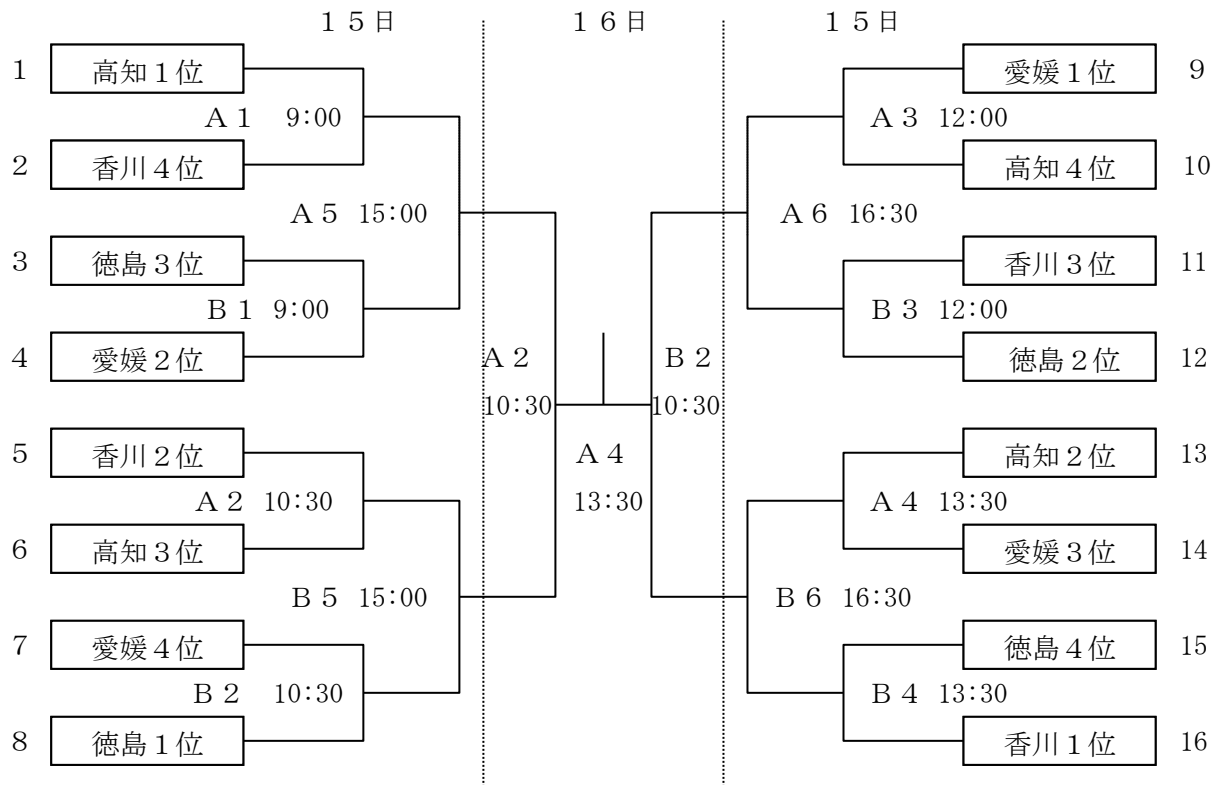 １５日 １６日 １５日
1 高知１位 愛媛１位 9
Ａ１ 9:00 Ａ３ 12:00
2 香川４位 高知４位 10
Ａ５ 15:00 Ａ６ 16:30
3 徳島３位 香川３位 11
Ｂ１ 9:00 Ｂ３ 12:00
4 愛媛２位 Ａ２ Ｂ２ 徳島２位 12
10:30 10:30
5 香川２位 Ａ４ 高知２位 13
Ａ２ 10:30 13:30 Ａ４ 13:30
6 高知３位 愛媛３位 14
Ｂ５ 15:00 Ｂ６ 16:30
7 愛媛４位 徳島４位 15
Ｂ２ 10:30 Ｂ４ 13:30
8 徳島１位 香川１位 16